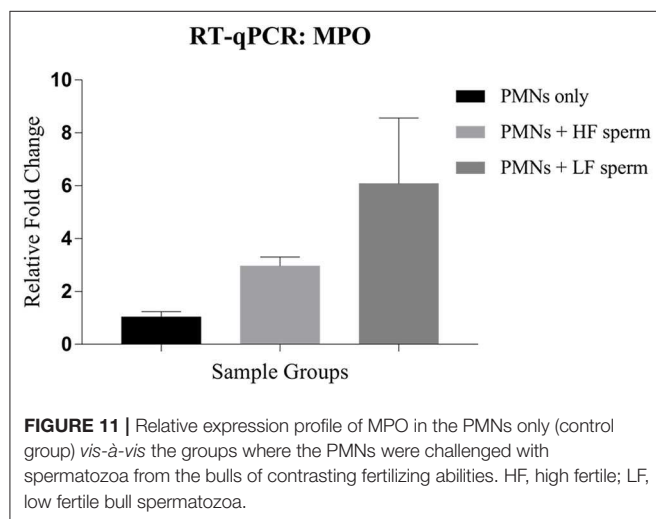 RT-qPCR: MPO
10
8
6
4
2
0
Relative Fold Change
Sample Groups
PMNs only
PMNs + HF sperm
PMNs + LF sperm
FIGURE 11 | Relative expression profile of MPO in the PMNs only (control
group) vis-à-vis the groups where the PMNs were challenged with
spermatozoa from the bulls of contrasting fertilizing abilities. HF, high fertile; LF,
low fertile bull spermatozoa.